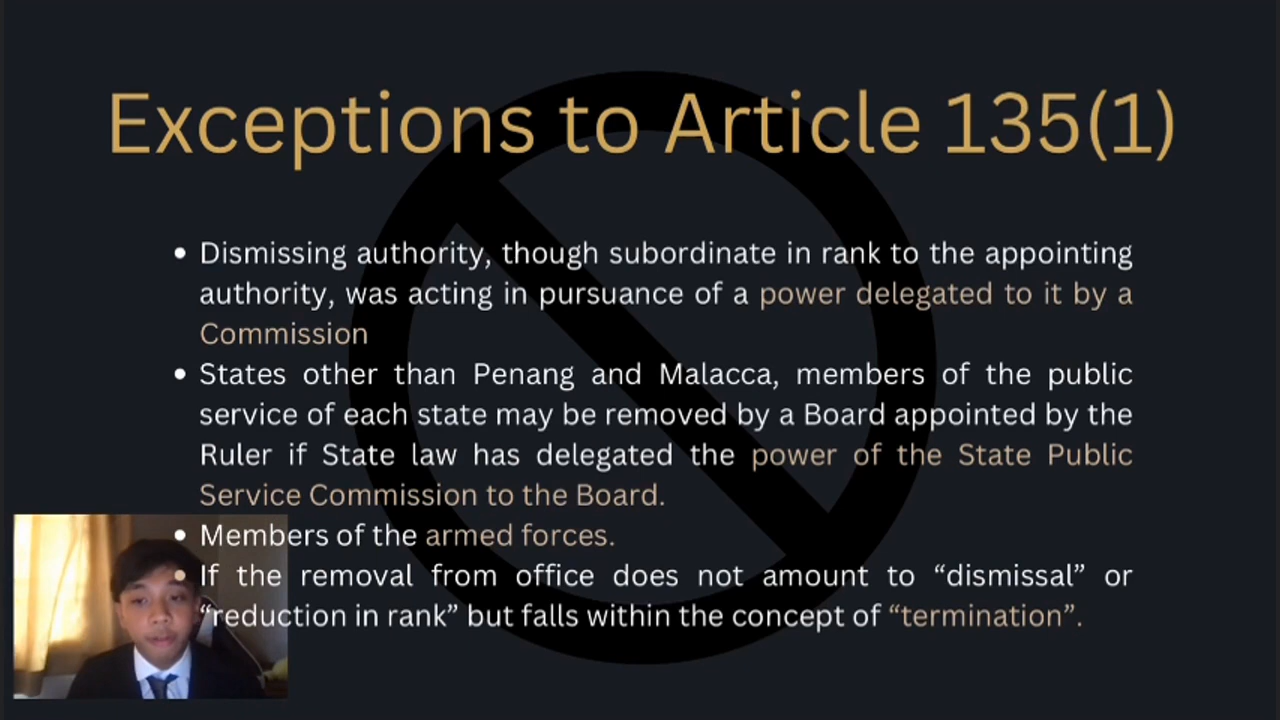 Exceptions to Article 135(1)
• Dismissing authority, though subordinate in rank to the appointing
authority, was acting in pursuance of a power delegated to it by a
Commission
• States other than Penang and Malacca, members of the public
service of each state may be removed by a Board appointed by the
Ruler if State law has delegated the power of the State Public
Service Commission to the Board.
• Members of the armed forces.
• If the removal from office does not amount to “dismissal” or
“reduction in rank” but falls within the concept of “termination”.